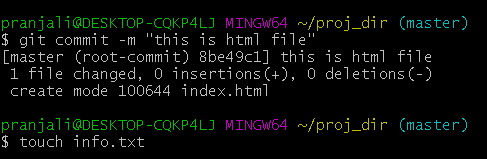 pranjali@DESKTOP-CQKP4LJ MINGW64 ~/proj_dir (master)
$ git commit -m "this is html file"
[master (root-commit) 8be49c1] this is html file
 1 file changed, 0 insertions(+), 0 deletions(-)
 create mode 100644 index.html
pranjali@DESKTOP-CQKP4LJ MINGW64 ~/proj_dir (master)
$ touch info.txt